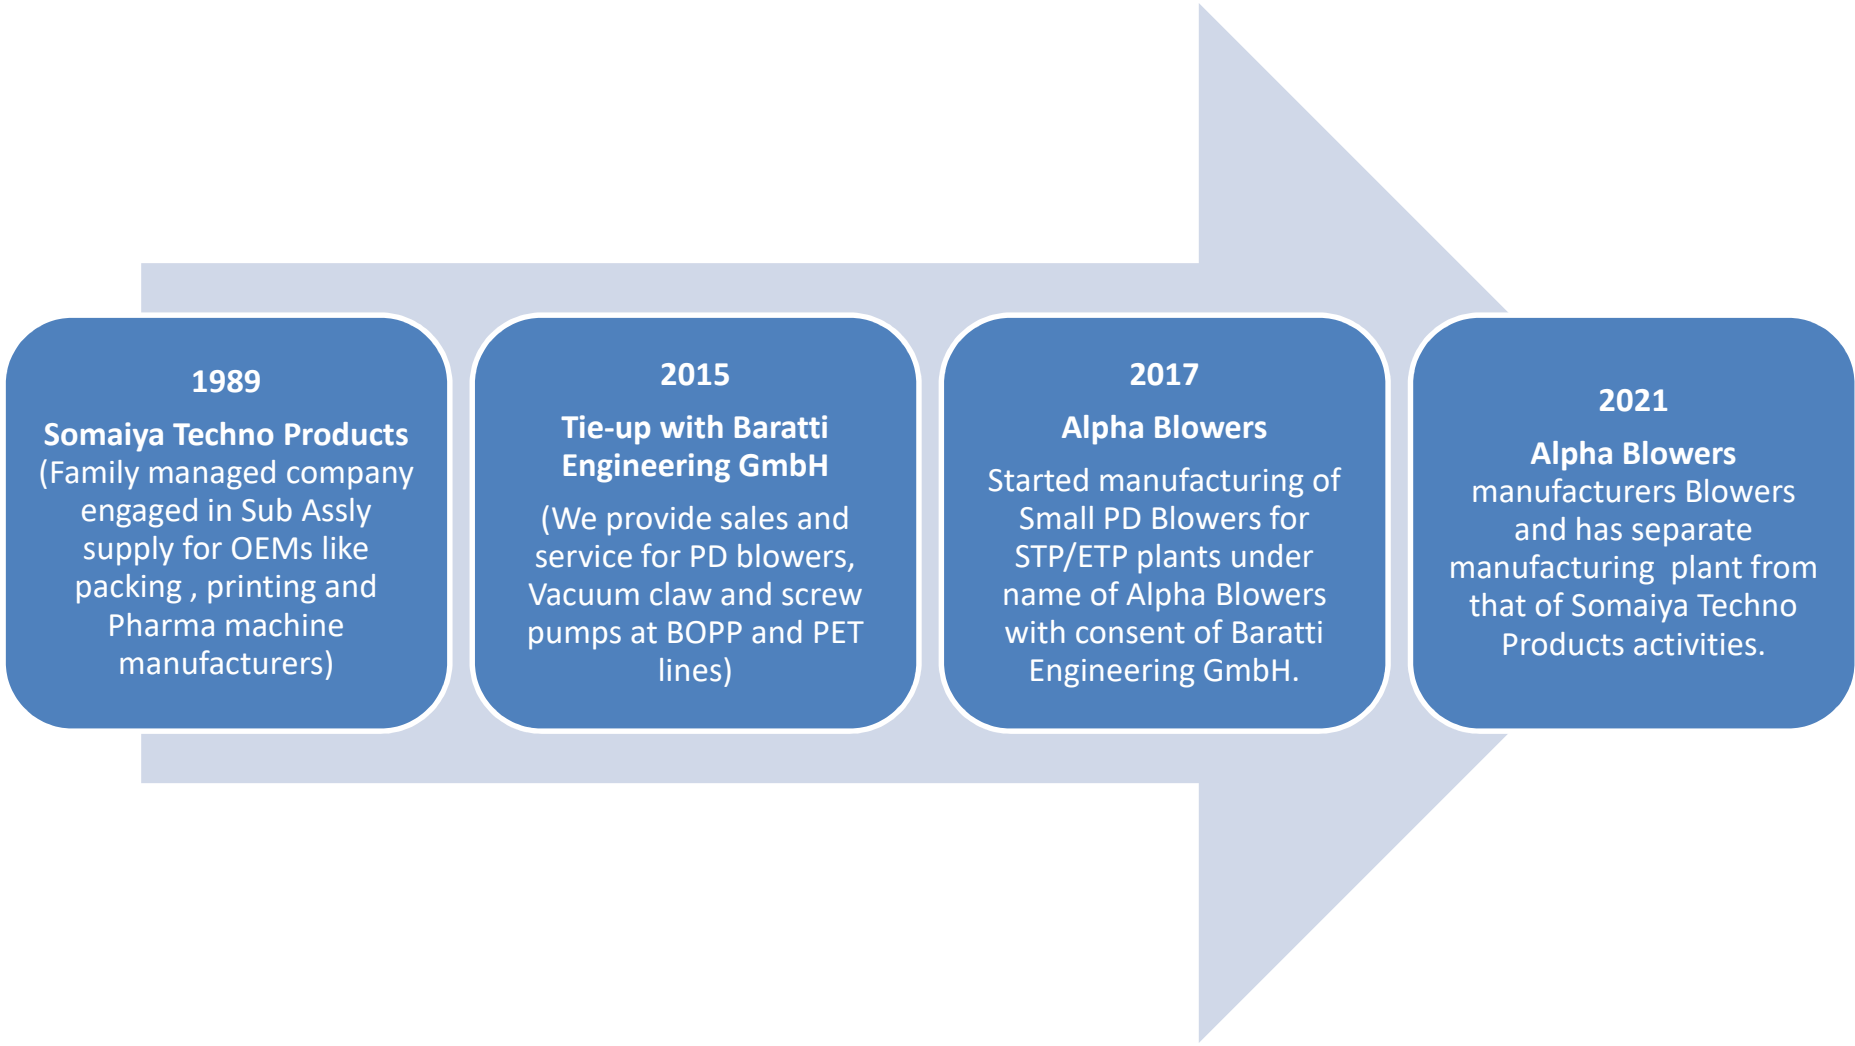 1989
Somaiya Techno Products
(Family managed company
engaged in Sub Assly
supply for OEMs like
packing , printing and
Pharma machine
manufacturers)
2015
Tie-up with Baratti
Engineering GmbH
(We provide sales and
service for PD blowers,
Vacuum claw and screw
pumps at BOPP and PET
lines)
2017
Alpha Blowers
Started manufacturing of
Small PD Blowers for
STP/ETP plants under
name of Alpha Blowers
with consent of Baratti
Engineering GmbH.
2021
Alpha Blowers
manufacturers Blowers
and has separate
manufacturing  plant from
that of Somaiya Techno
Products activities.